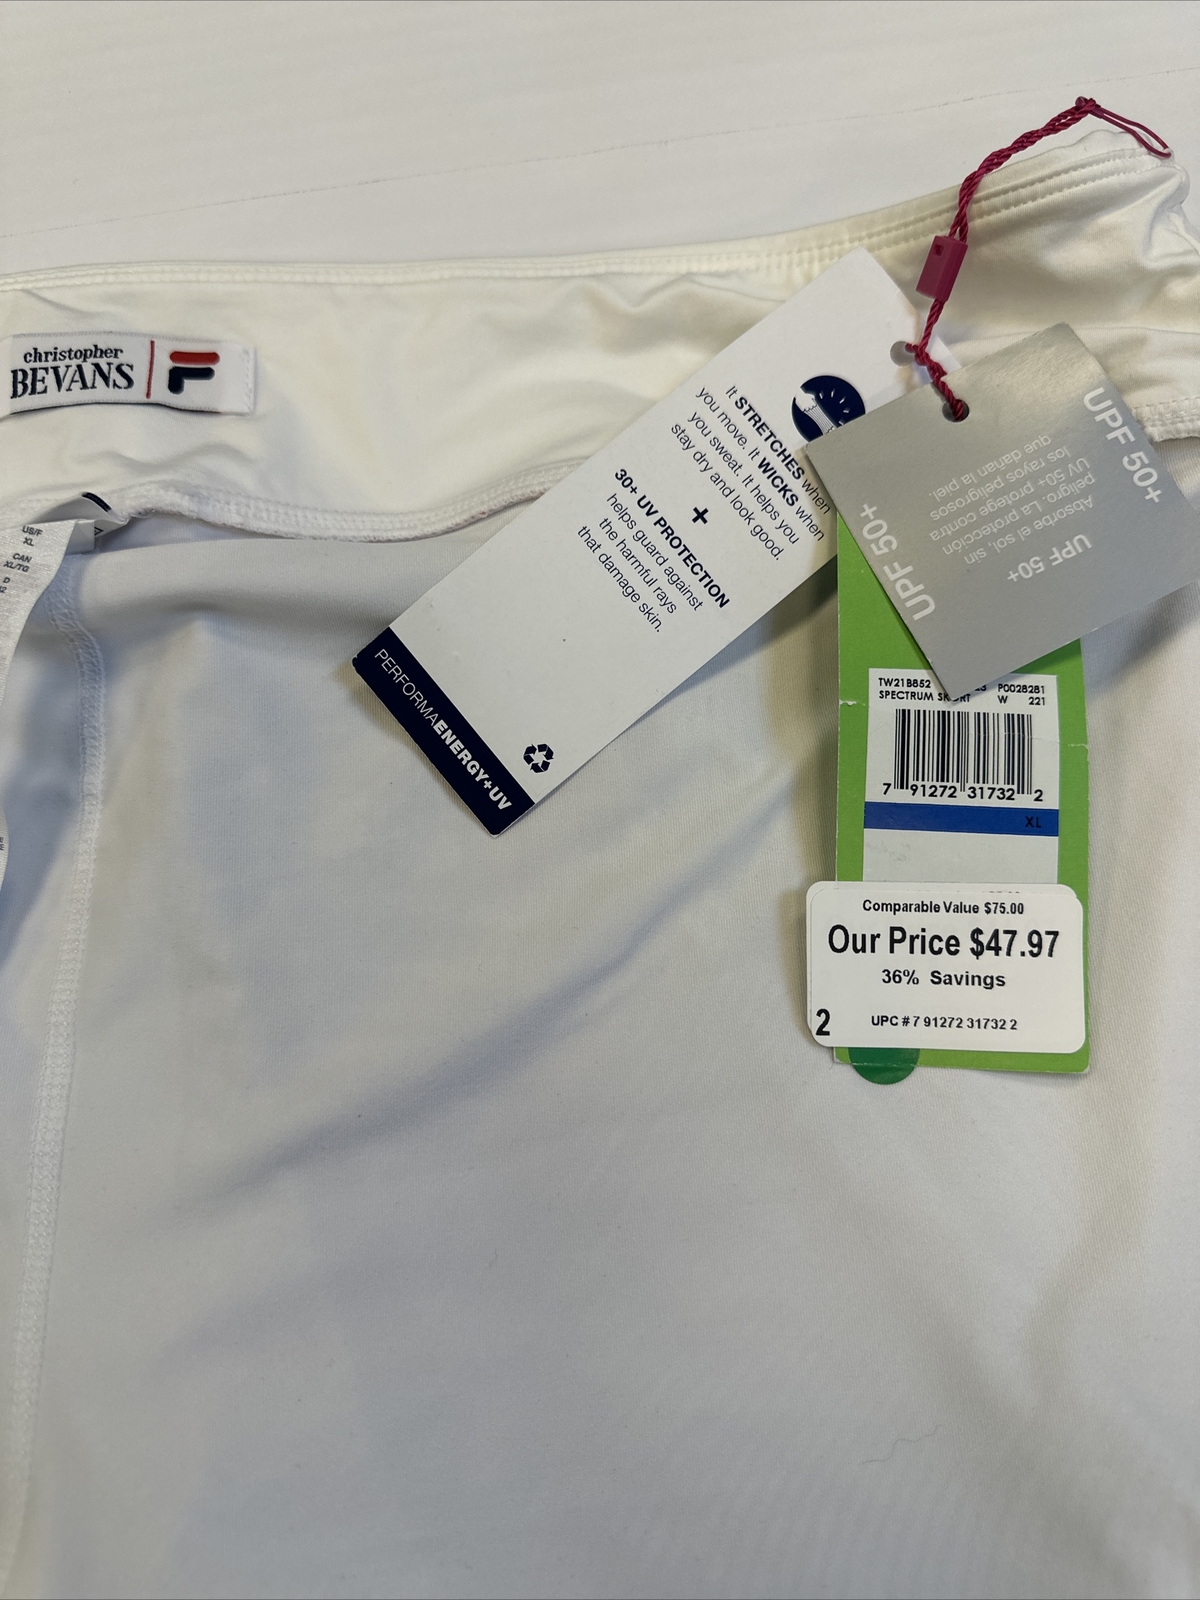 christopher
BEVANS
US/F
XL
CAN
XL/TG
D
It STRETCHES when
you move. It WICKS when
you sweat. It helps you
stay dry and look good.
+
30+ UV PROTECTION
helps guard against
the harmful rays
that damage skin.
PERFORMAENERGY+UV
UPF 50+
UPF 50+
UPF 50+
Absorbe el sol, sin
peligro. La protección
UV 50+ protege contra
los rayos peligrosos
que dañan la piel.
TW21B852 P0028281
SPECTRUM SKORT W 221
7 91272 31732 2
XL
Comparable Value $75.00
Our Price $47.97
36% Savings
2 UPC # 7 91272 31732 2